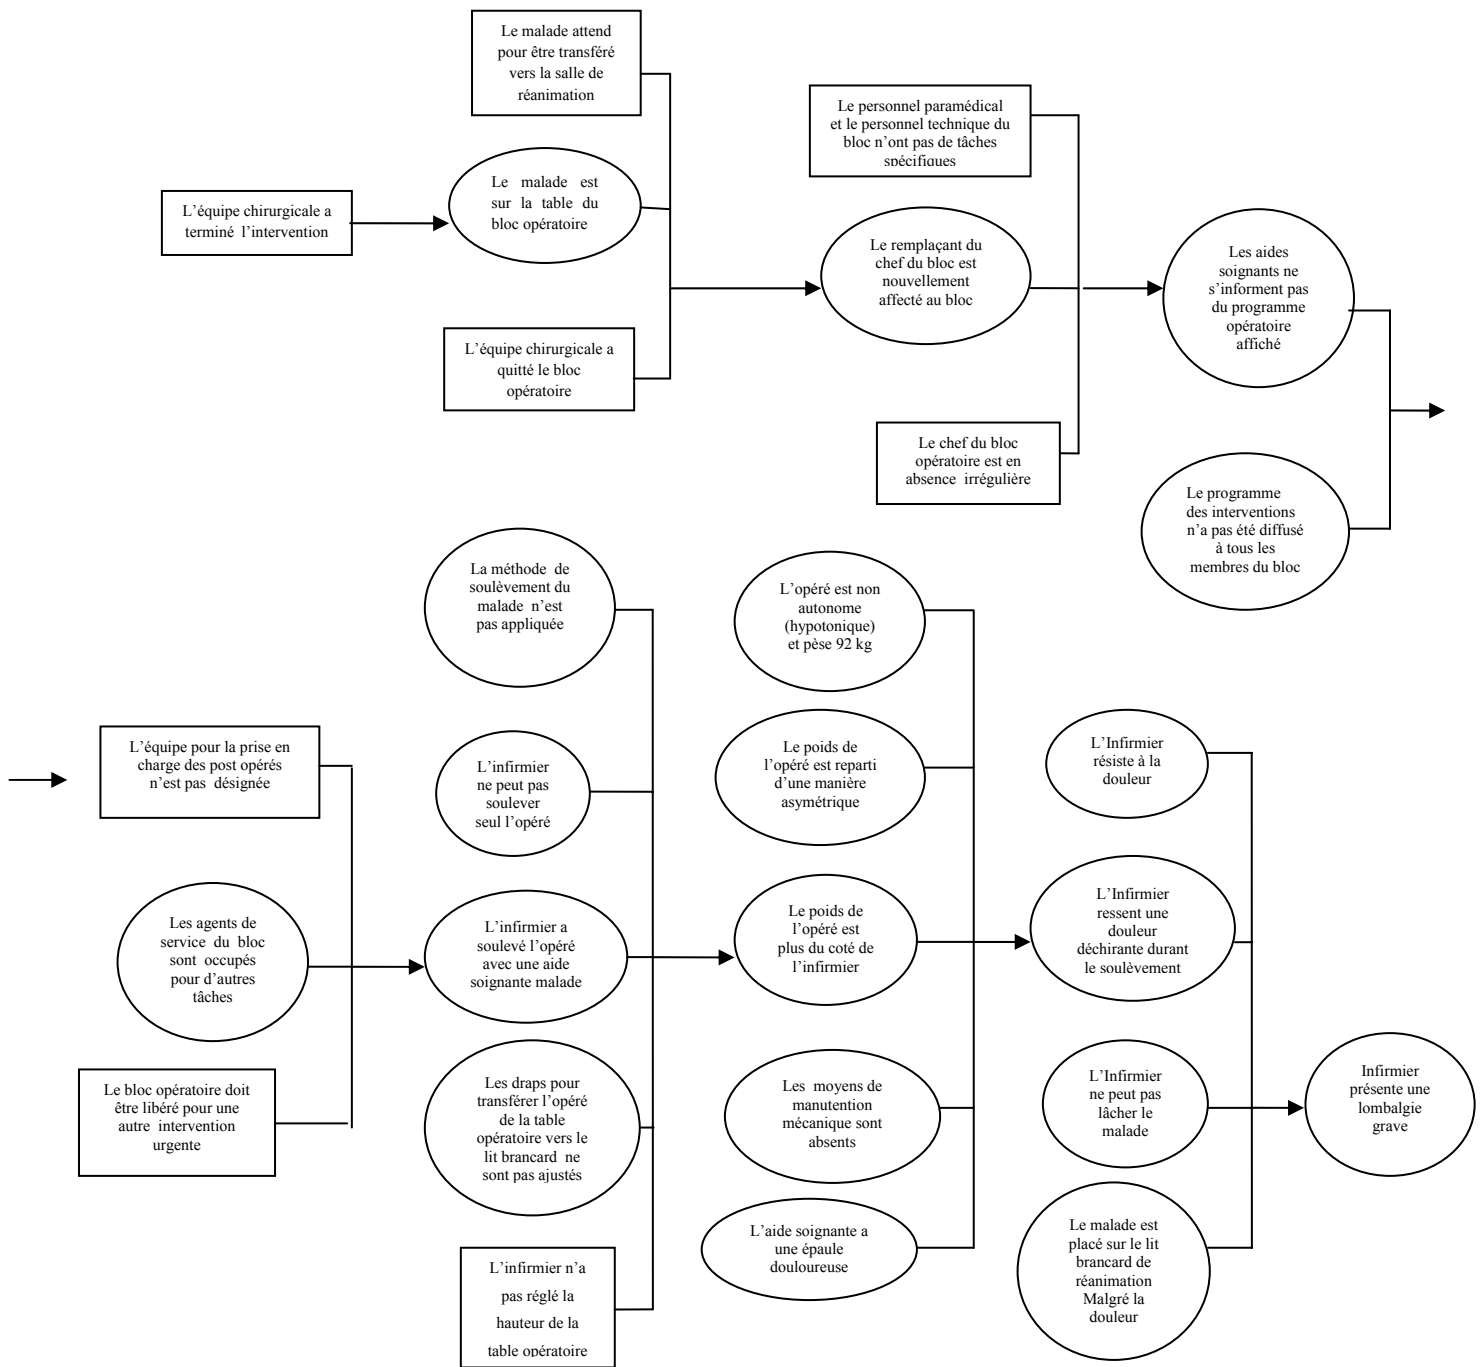 Le malade attend
pour être transféré
vers la salle de
réanimation
L'équipe chirurgicale a
terminé l'intervention
Le malade est
sur la table du
bloc opératoire
L'équipe chirurgicale a
quitté le bloc
opératoire
Le personnel paramédical
et le personnel technique du
bloc n'ont pas de tâches
spécifiques
Le remplaçant du
chef du bloc est
nouvellement
affecté au bloc
Le chef du bloc
opératoire est en
absence irrégulière
Les aides
soignants ne
s'informent pas
du programme
opératoire
affiché
Le programme
des interventions
n'a pas été diffusé
à tous les
membres du bloc
L'équipe pour la prise en
charge des post opérés
n'est pas désignée
Les agents de
service du bloc
sont occupés
pour d'autres
tâches
Le bloc opératoire doit
être libéré pour une
autre intervention
urgente
La méthode de
soulèvement du
malade n'est
pas appliquée
L'infirmier
ne peut pas
soulever
seul l'opéré
L'infirmier a
soulevé l'opéré
avec une aide
soignante malade
Les draps pour
transférer l'opéré
de la table
opératoire vers le
lit brancard ne
sont pas ajustés
L'infirmier n'a
pas réglé la
hauteur de la
table opératoire
L'opéré est non
autonome
(hypotonique)
et pèse 92 kg
Le poids de
l'opéré est reparti
d'une manière
asymétrique
Le poids de
l'opéré est
plus du coté de
l'infirmier
Les moyens de
manutention
mécanique sont
absents
L'aide soignante a
une épaule
douloureuse
L'Infirmier
résiste à la
douleur
L'Infirmier
ressent une
douleur
déchirante durant
le soulèvement
L'Infirmier
ne peut pas
lâcher le
malade
Le malade est
placé sur le lit
brancard de
réanimation
Malgré la
douleur
Infirmier
présente une
lombalgie
grave